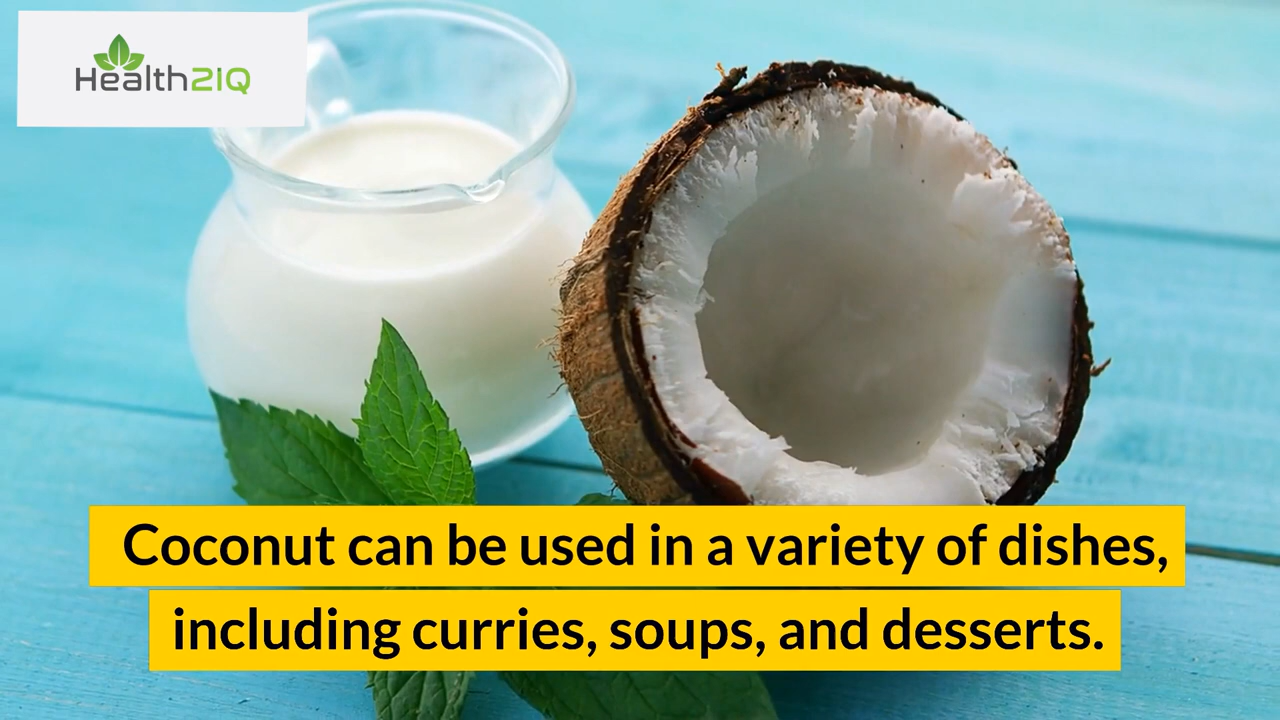 Health2IQ
Coconut can be used in a variety of dishes,
including curries, soups, and desserts.